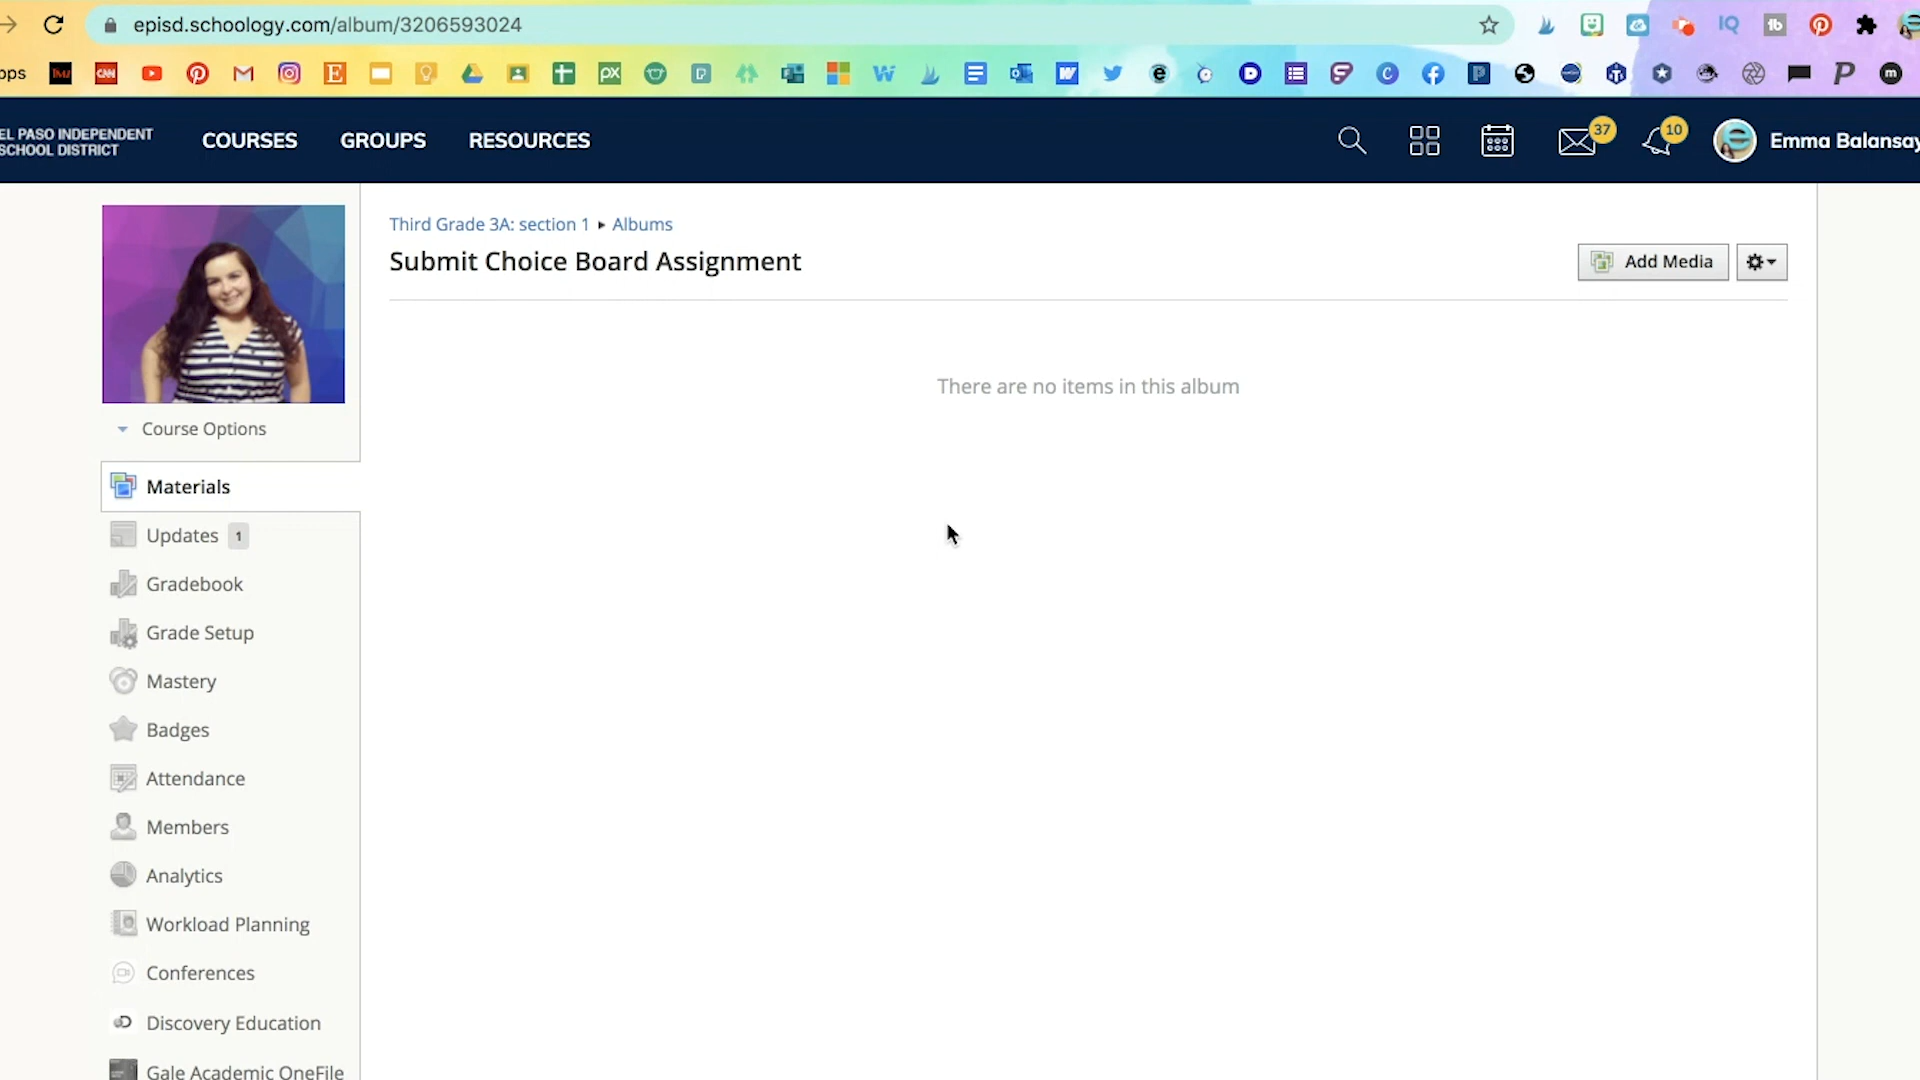 episd.schoology.com/album/3206593024
EL PASO INDEPENDENT
SCHOOL DISTRICT
COURSES
GROUPS
RESOURCES
37
10
Emma Balansay
Third Grade 3A: section 1 ▸ Albums
Submit Choice Board Assignment
Add Media
There are no items in this album
Course Options
Materials
Updates 1
Gradebook
Grade Setup
Mastery
Badges
Attendance
Members
Analytics
Workload Planning
Conferences
Discovery Education
Gale Academic OneFile